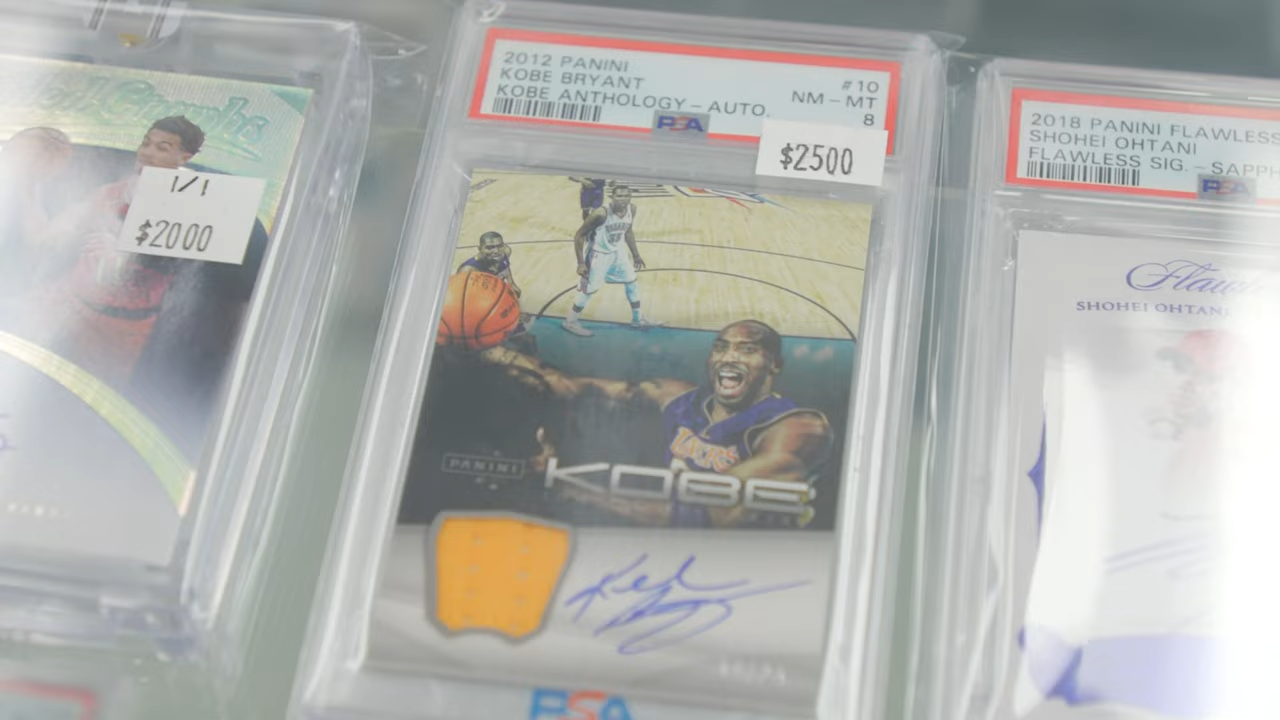 1/1
$2000
2012 PANINI
KOBE BRYANT
KOBE ANTHOLOGY-AUTO.
#10
NM-MT
8
PSA
$2500
PANINI
KOBE
LAKERS
PSA
2018 PANINI FLAWLESS
SHOHEI OHTANI
FLAWLESS SIG.-SAPPH
PSA
SHOHEI OHTANI